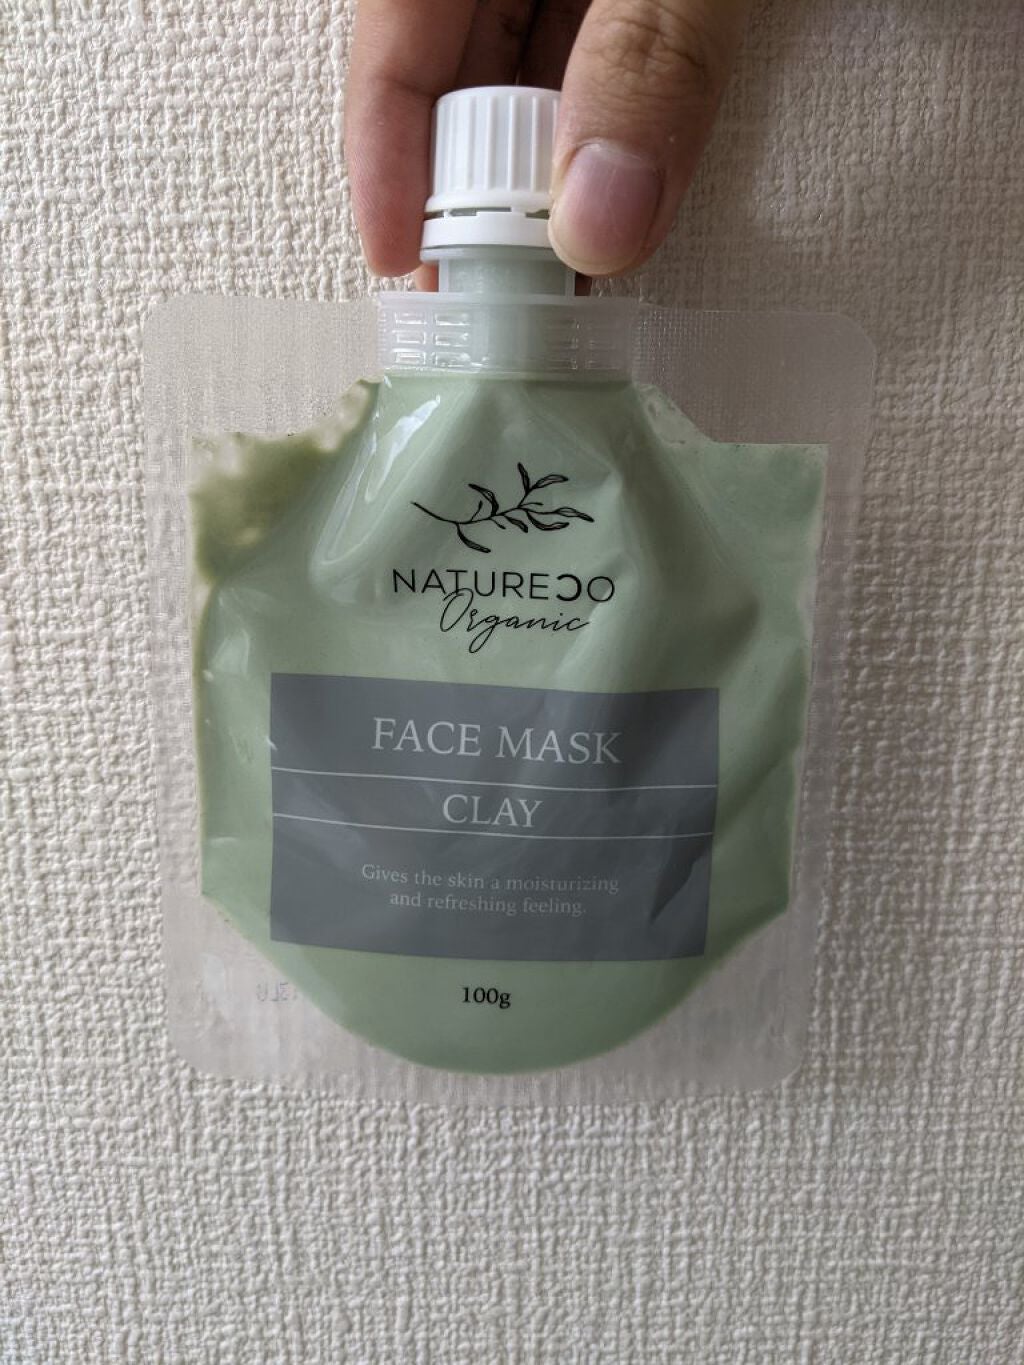 NATURECO
Organic
FACE MASK
CLAY
Gives the skin a moisturizing
and refreshing feeling.
100g